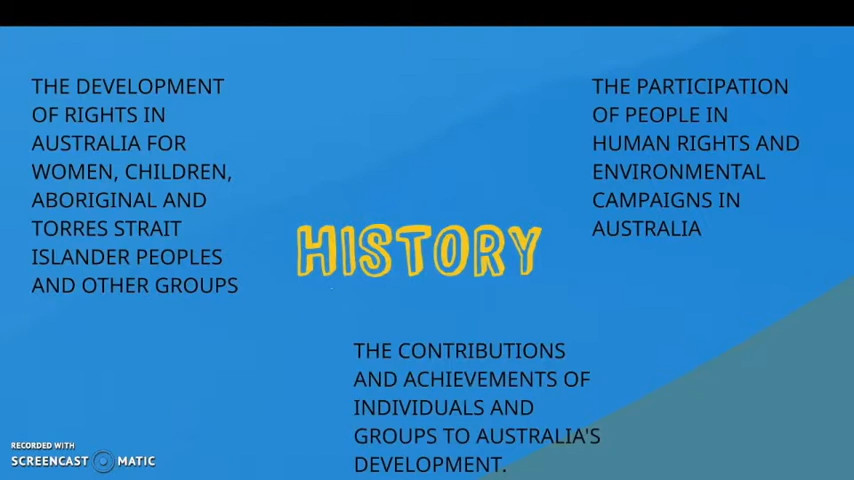 THE DEVELOPMENT
OF RIGHTS IN
AUSTRALIA FOR
WOMEN, CHILDREN,
ABORIGINAL AND
TORRES STRAIT
ISLANDER PEOPLES
AND OTHER GROUPS
THE PARTICIPATION
OF PEOPLE IN
HUMAN RIGHTS AND
ENVIRONMENTAL
CAMPAIGNS IN
AUSTRALIA
HISTORY
THE CONTRIBUTIONS
AND ACHIEVEMENTS OF
INDIVIDUALS AND
GROUPS TO AUSTRALIA'S
DEVELOPMENT.
RECORDED WITH
SCREENCAST MATIC